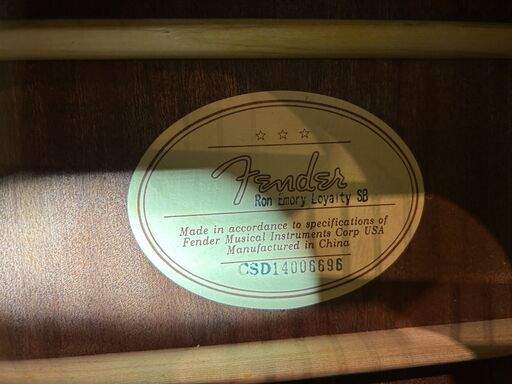 Fender
Ron Emory Loyalty SB
Made in accordance to specifications of
Fender Musical Instruments Corp USA
Manufactured in China
CSD14006696